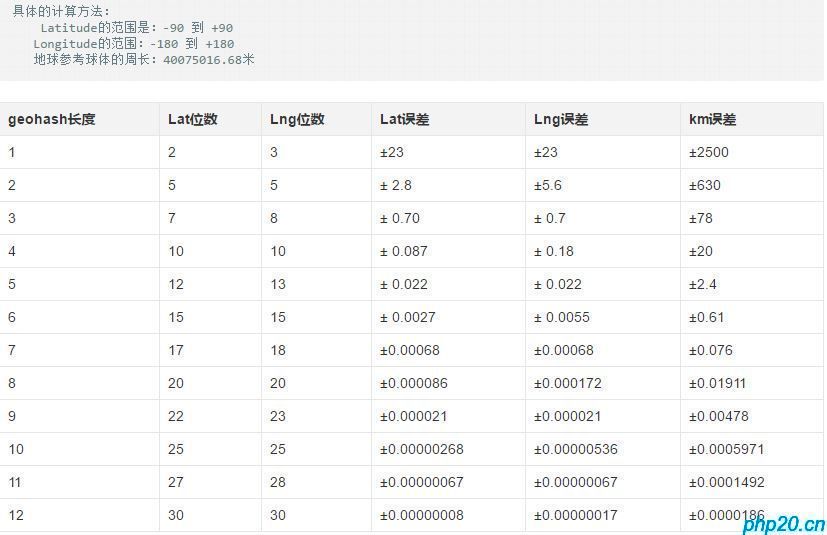 具体的计算方法：
Latitude的范围是：-90 到 +90
Longitude的范围：-180 到 +180
地球参考球体的周长：40075016.68米
geohash长度 Lat位数 Lng位数 Lat误差 Lng误差 km误差
1 2 3 ±23 ±23 ±2500
2 5 5 ± 2.8 ±5.6 ±630
3 7 8 ± 0.70 ± 0.7 ±78
4 10 10 ± 0.087 ± 0.18 ±20
5 12 13 ± 0.022 ± 0.022 ±2.4
6 15 15 ± 0.0027 ± 0.0055 ±0.61
7 17 18 ±0.00068 ±0.00068 ±0.076
8 20 20 ±0.000086 ±0.000172 ±0.01911
9 22 23 ±0.000021 ±0.000021 ±0.00478
10 25 25 ±0.00000268 ±0.00000536 ±0.0005971
11 27 28 ±0.00000067 ±0.00000067 ±0.0001492
12 30 30 ±0.00000008 ±0.00000017 ±0.0000186
php20.cn